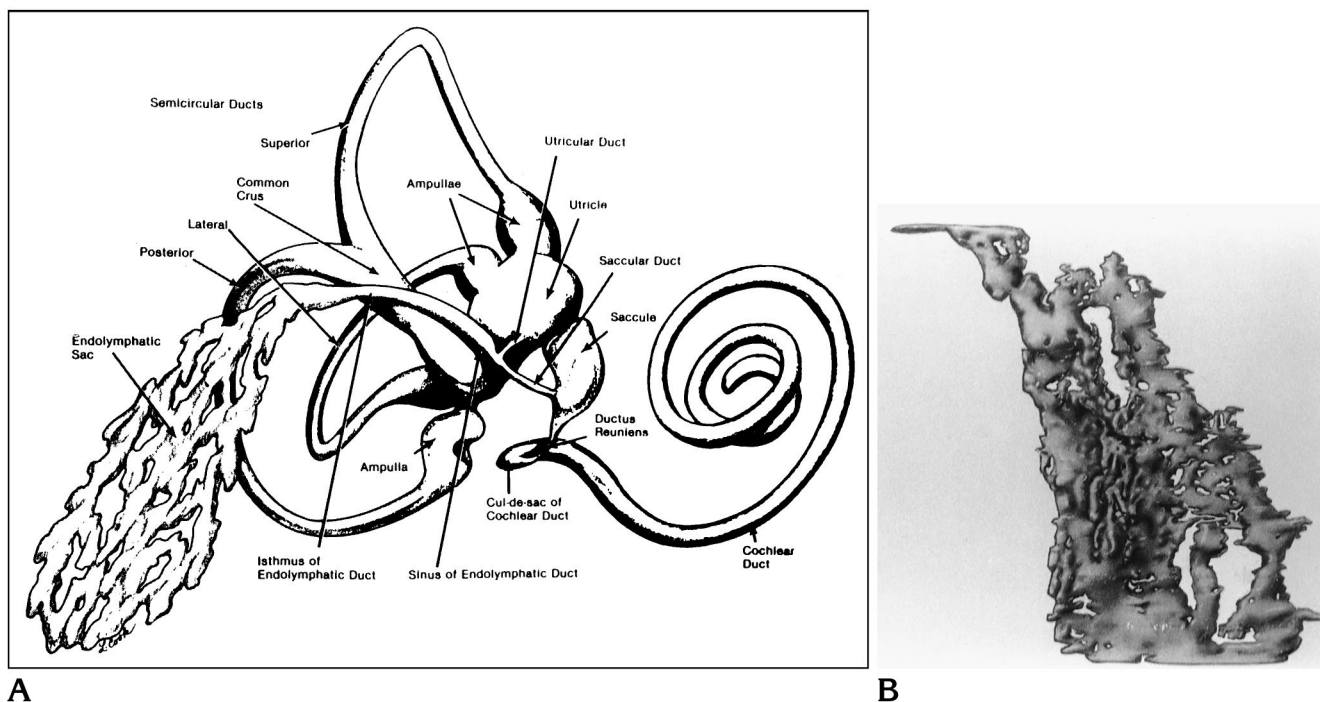 Semicircular Ducts
Superior
Utricular Duct
Common
Crus
Ampullae
Utricle
Lateral
Posterior
Saccular Duct
Saccule
Endolymphatic
Sac
Ductus
Reuniens
Ampulla
Cul-de-sac of
Cochlear Duct
Isthmus of
Endolymphatic Duct
Sinus of Endolymphatic Duct
Cochlear
Duct
A
B